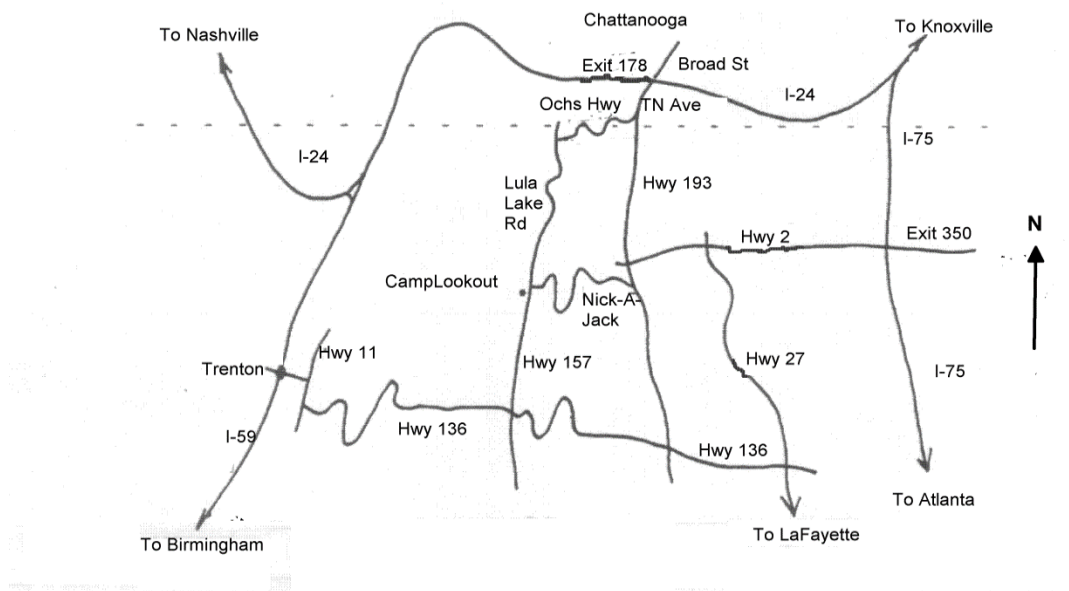 Chattanooga
To Nashville
To Knoxville
Exit 178
Broad St
I-24
Ochs Hwy
TN Ave
I-24
I-75
Lula
Lake
Rd
Hwy 193
N
Hwy 2
Exit 350
CampLookout
Nick-A-
Jack
Hwy 11
Hwy 157
Hwy 27
Trenton
I-75
I-59
Hwy 136
Hwy 136
To Atlanta
To LaFayette
To Birmingham